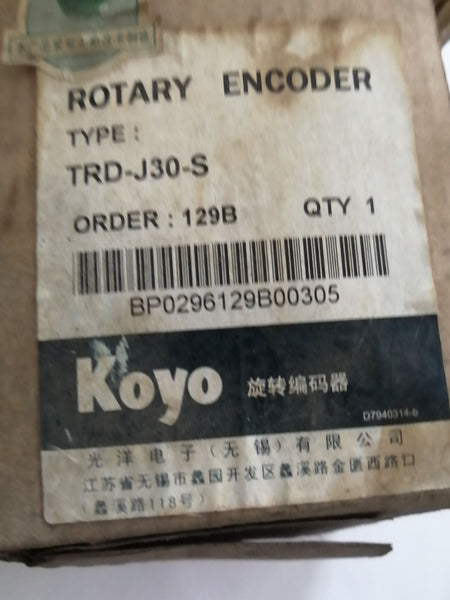 ROTARY ENCODER
TYPE :
TRD-J30-S
ORDER : 129B QTY 1
BP0296129B00305
Koyo 旋转编码器
D7940314-b
光洋电子(无锡)有限公司
江苏省无锡市蠡园开发区蠡溪路金匮西路口
(蠡溪路118号)